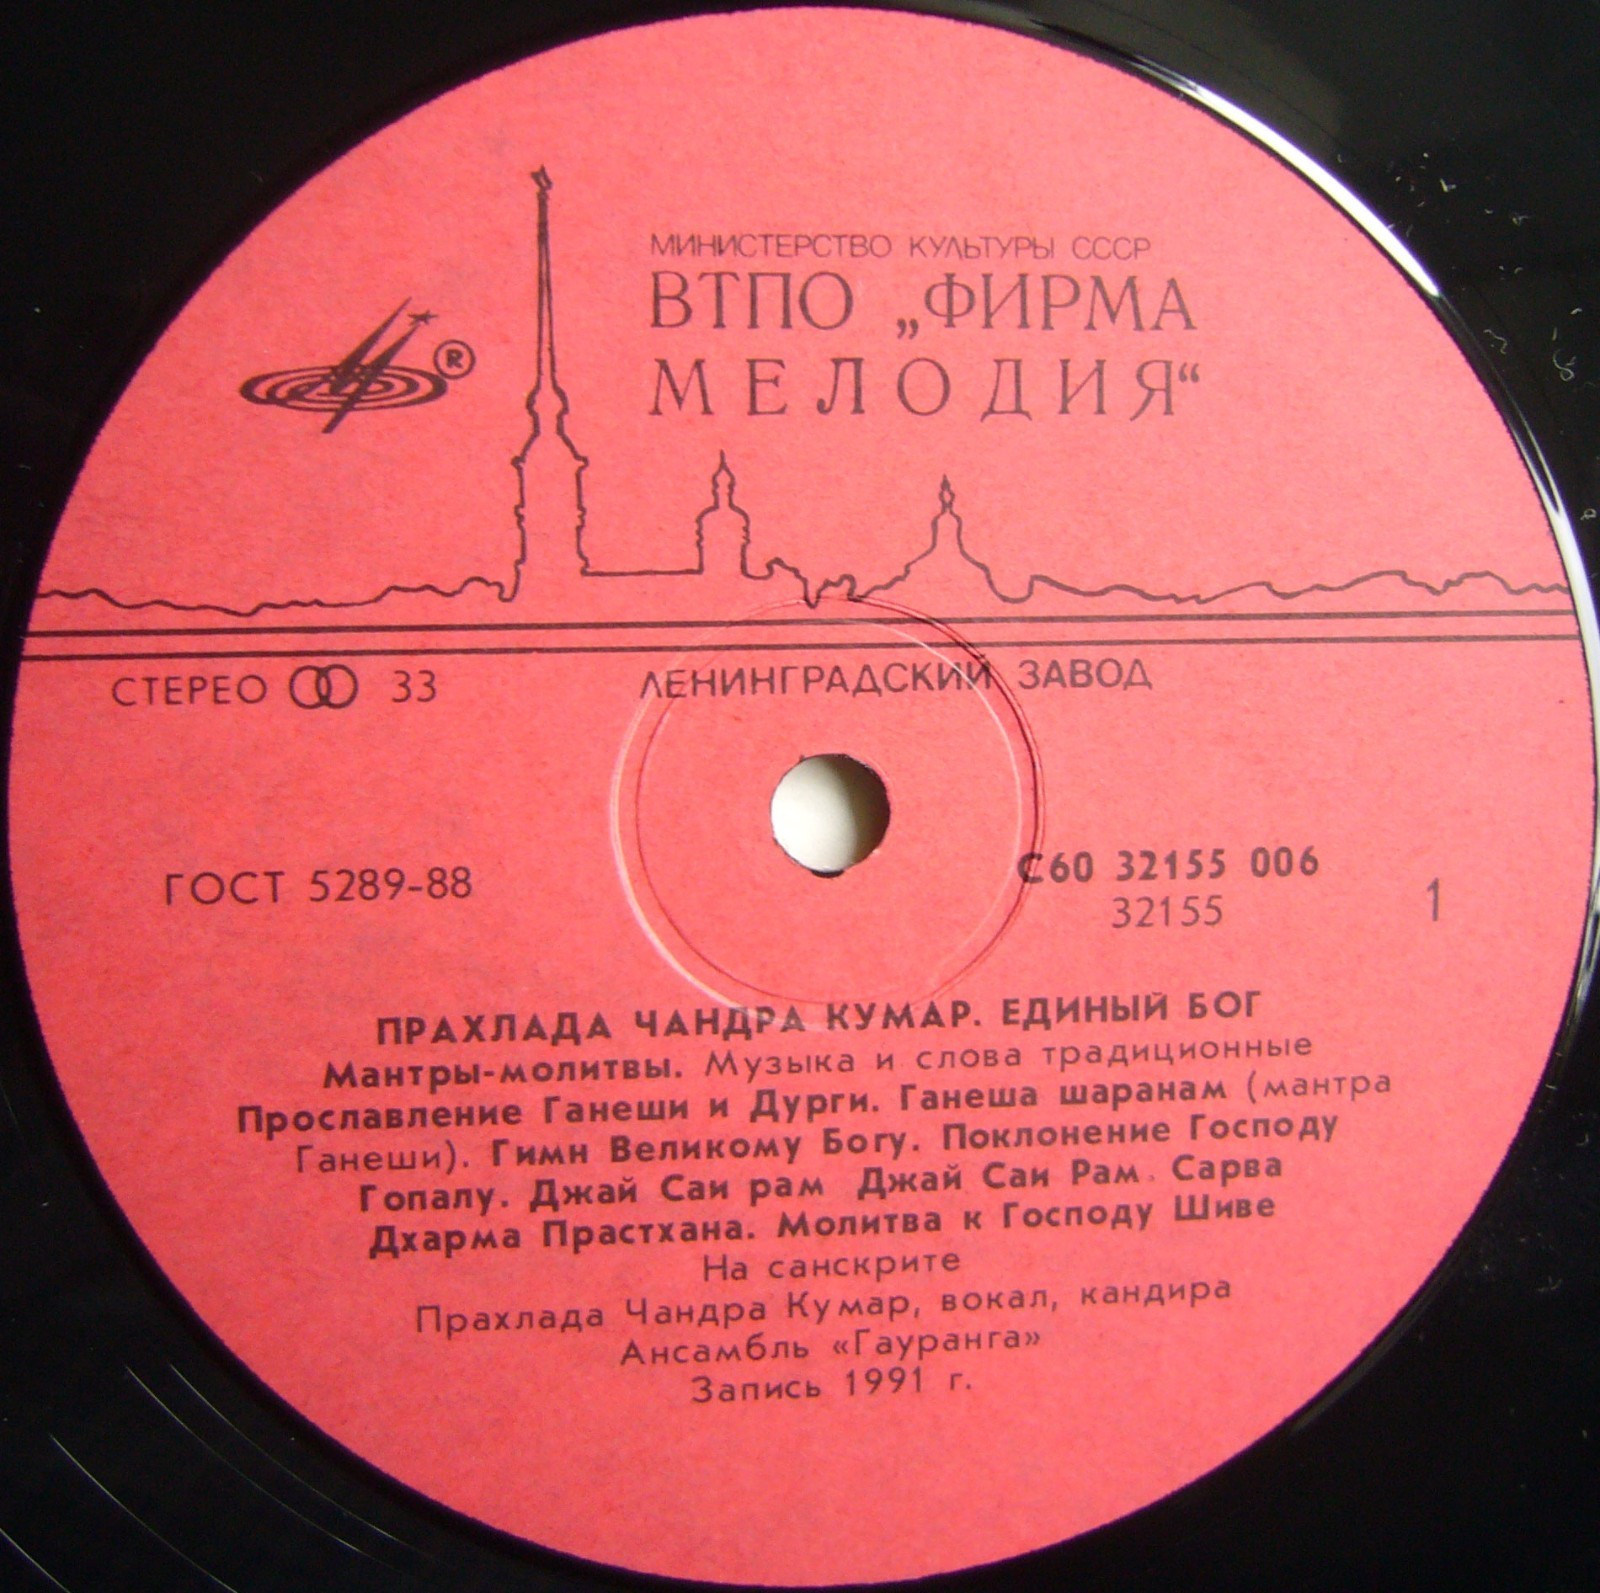 МИНИСТЕРСТВО КУЛЬТУРЫ СССР
ВТПО „ФИРМА
МЕЛОДИЯ“
®
СТЕРЕО 33
ЛЕНИНГРАДСКИЙ ЗАВОД
ГОСТ 5289-88
С60 32155 006
32155
1
ПРАХЛАДА ЧАНДРА КУМАР. ЕДИНЫЙ БОГ
Мантры-молитвы. Музыка и слова традиционные
Прославление Ганеши и Дурги. Ганеша шаранам (мантра
Ганеши). Гимн Великому Богу. Поклонение Господу
Гопалу. Джай Саи рам Джай Саи Рам. Сарва
Дхарма Прастхана. Молитва к Господу Шиве
На санскрите
Прахлада Чандра Кумар, вокал, кандира
Ансамбль «Гауранга»
Запись 1991 г.